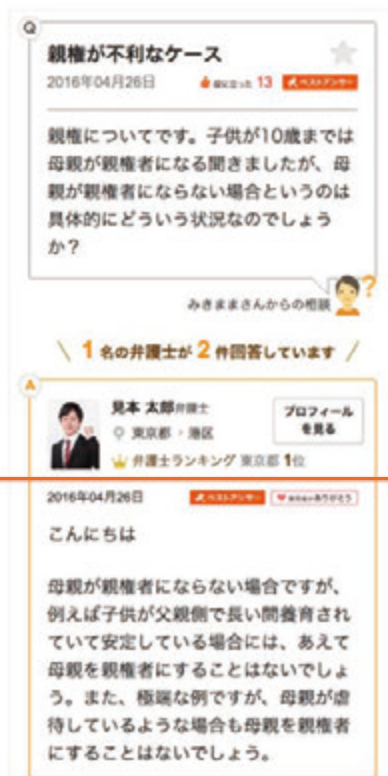 Q
親権が不利なケース
2016年04月26日 役に立った 13 ベストアンサー
親権についてです。子供が10歳までは
母親が親権者になる聞きましたが、母
親が親権者にならない場合というのは
具体的にどういう状況なのでしょう
か？
?
みきままさんからの相談
\ 1 名の弁護士が 2 件回答しています /
A
見本 太郎弁護士
東京都 > 港区
プロフィール
を見る
弁護士ランキング 東京都 1位
2016年04月26日 ベストアンサー ありがとう
こんにちは
母親が親権者にならない場合ですが、
例えば子供が父親側で長い間養育され
ていて安定している場合には、あえて
母親を親権者にすることはないでしょ
う。また、極端な例ですが、母親が虐
待しているような場合も母親を親権者
にすることはないでしょう。